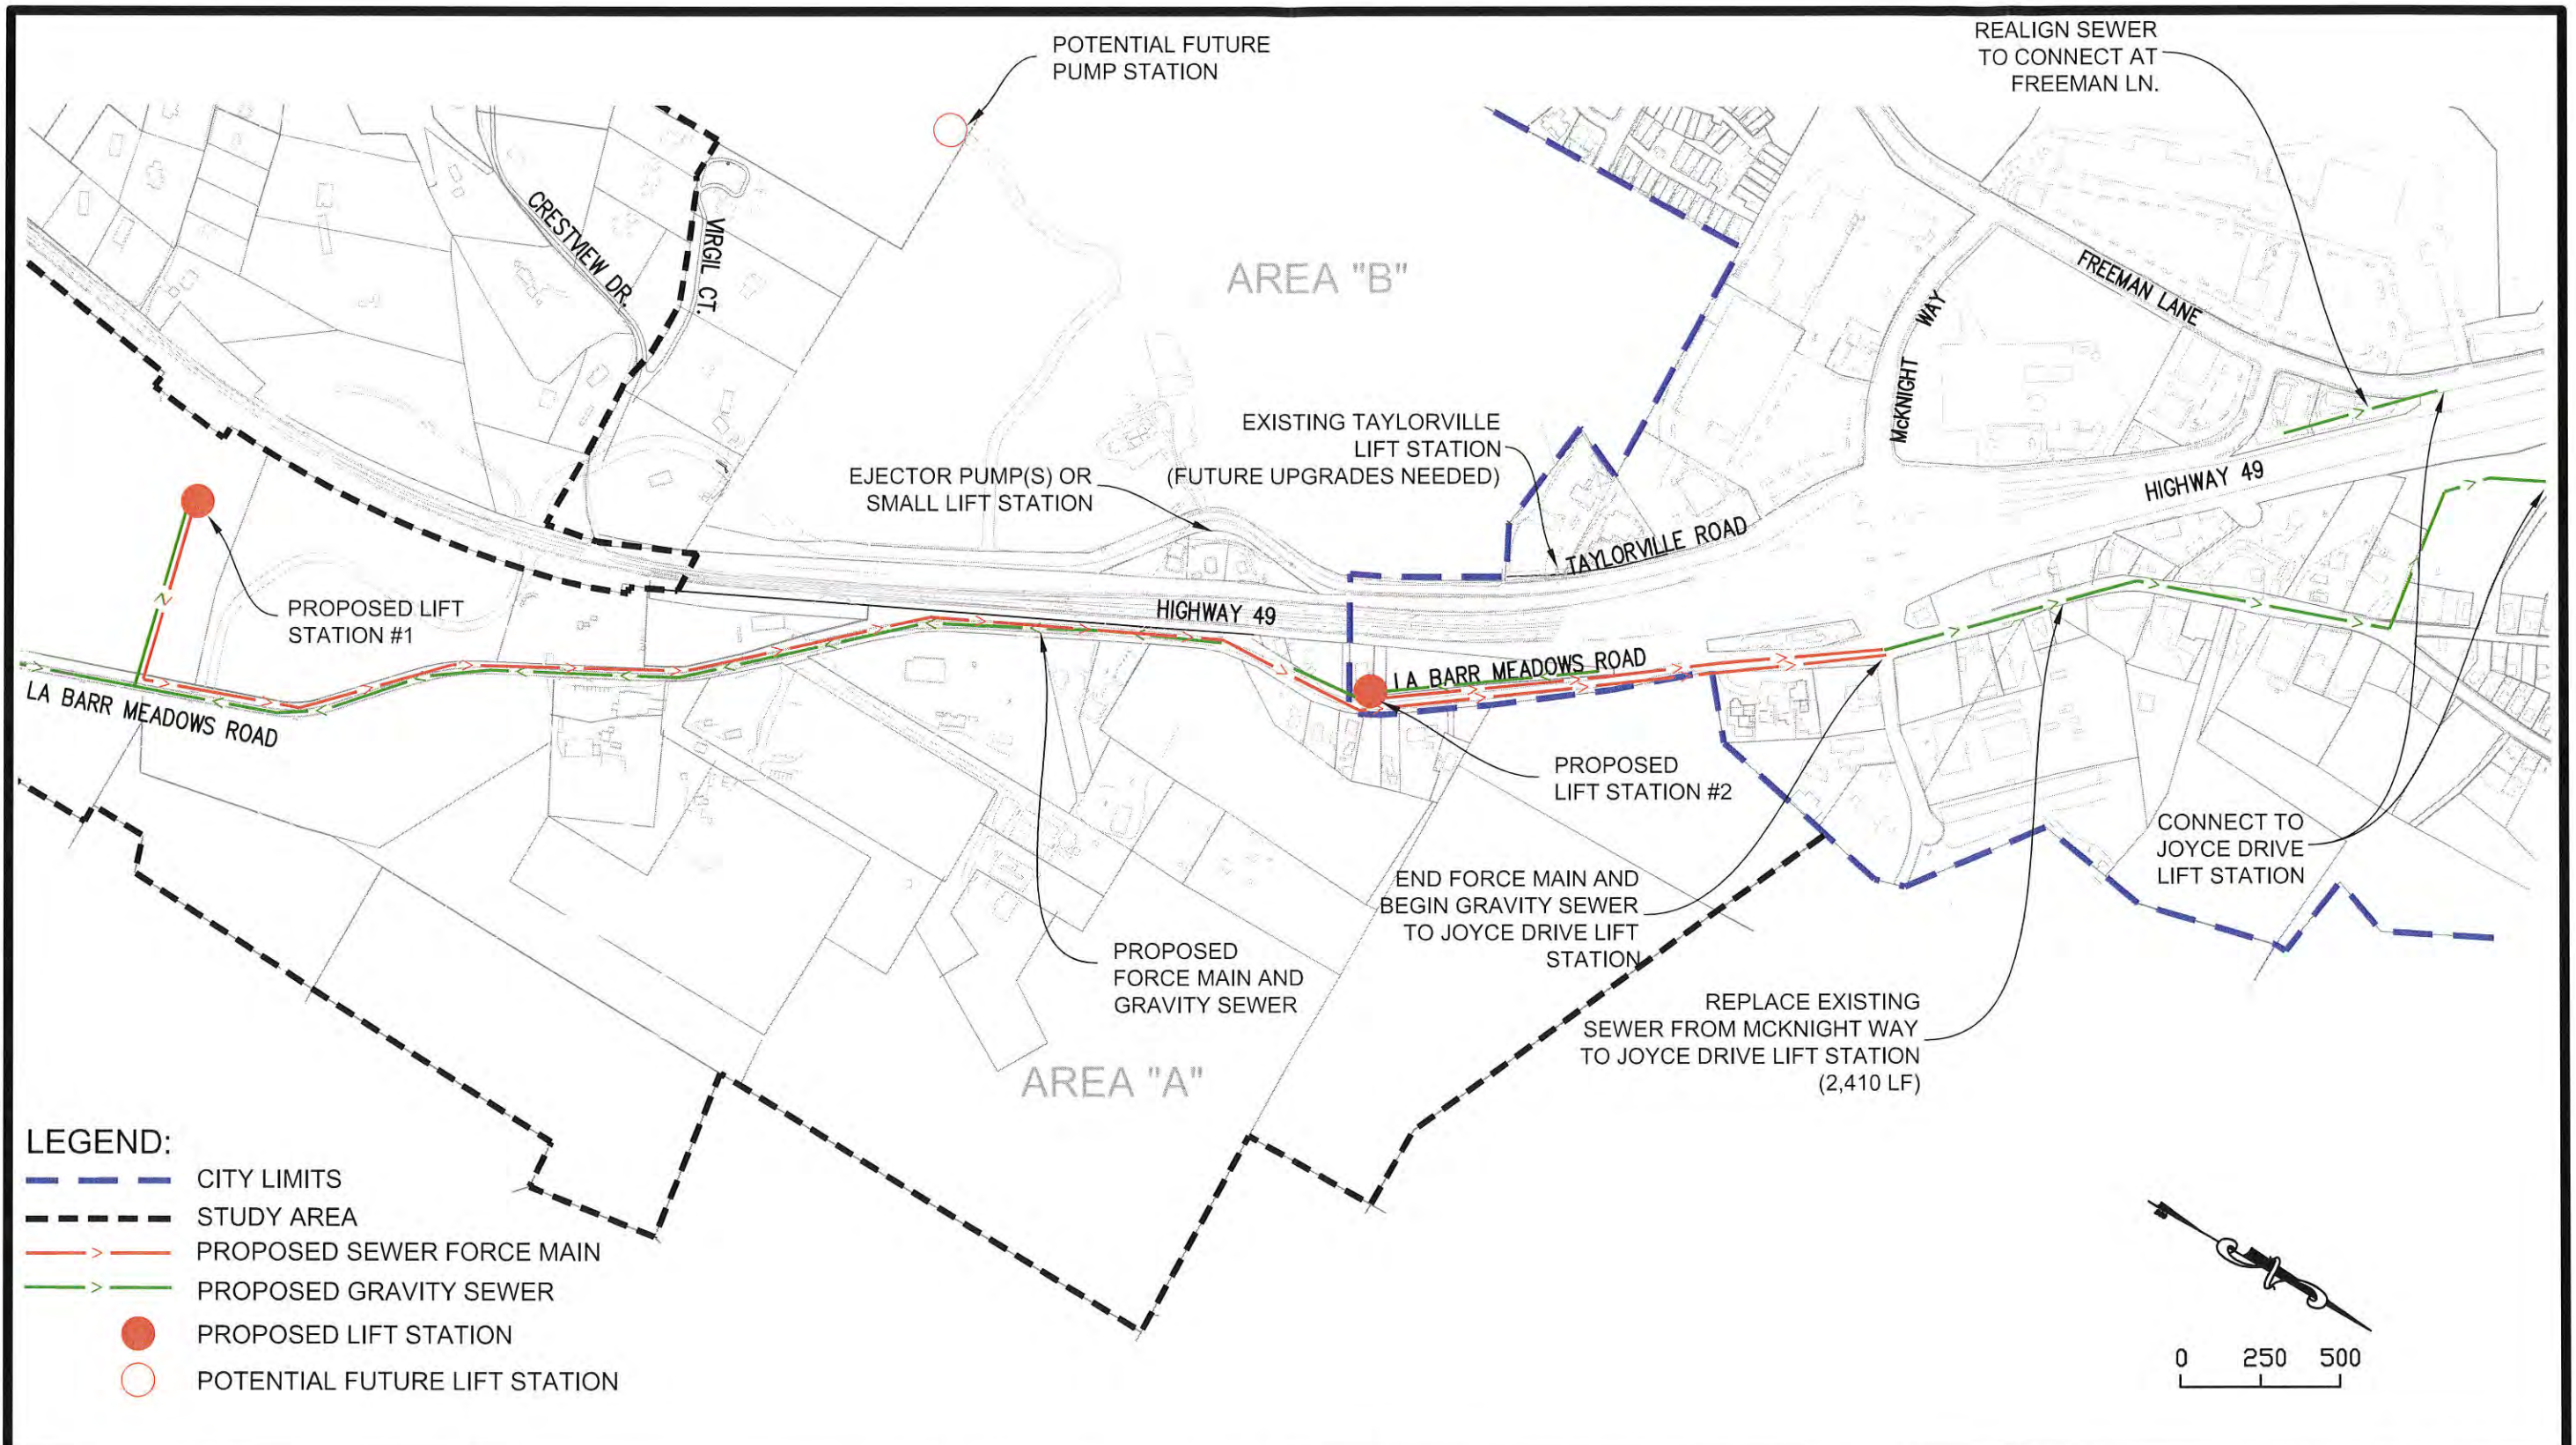 POTENTIAL FUTURE
PUMP STATION
REALIGN SEWER
TO CONNECT AT
FREEMAN LN.
CRESTVIEW DR.
VIRGIL CT.
AREA "B"
FREEMAN LANE
McKNIGHT WAY
EXISTING TAYLORVILLE
LIFT STATION
(FUTURE UPGRADES NEEDED)
EJECTOR PUMP(S) OR
SMALL LIFT STATION
HIGHWAY 49
TAYLORVILLE ROAD
PROPOSED LIFT
STATION #1
HIGHWAY 49
LA BARR MEADOWS ROAD
LA BARR MEADOWS ROAD
PROPOSED
LIFT STATION #2
CONNECT TO
JOYCE DRIVE
LIFT STATION
END FORCE MAIN AND
BEGIN GRAVITY SEWER
TO JOYCE DRIVE LIFT
STATION
PROPOSED
FORCE MAIN AND
GRAVITY SEWER
REPLACE EXISTING
SEWER FROM MCKNIGHT WAY
TO JOYCE DRIVE LIFT STATION
(2,410 LF)
AREA "A"
LEGEND:
CITY LIMITS
STUDY AREA
PROPOSED SEWER FORCE MAIN
PROPOSED GRAVITY SEWER
PROPOSED LIFT STATION
POTENTIAL FUTURE LIFT STATION
0 250 500